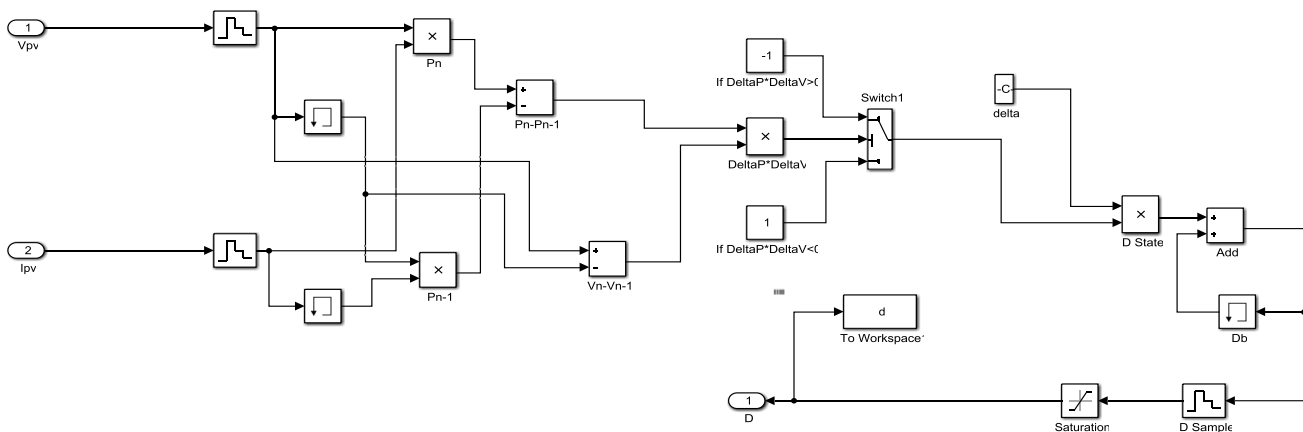 1
Vpv
×
Pn
+
−
Pn-Pn-1
-1
If DeltaP*DeltaV>0
Switch1
-C-
delta
×
DeltaP*DeltaV
1
If DeltaP*DeltaV<0
2
Ipv
×
Pn-1
+
−
Vn-Vn-1
×
D State
+
+
Add
Db
d
To Workspace
1
D
Saturation
D Sample